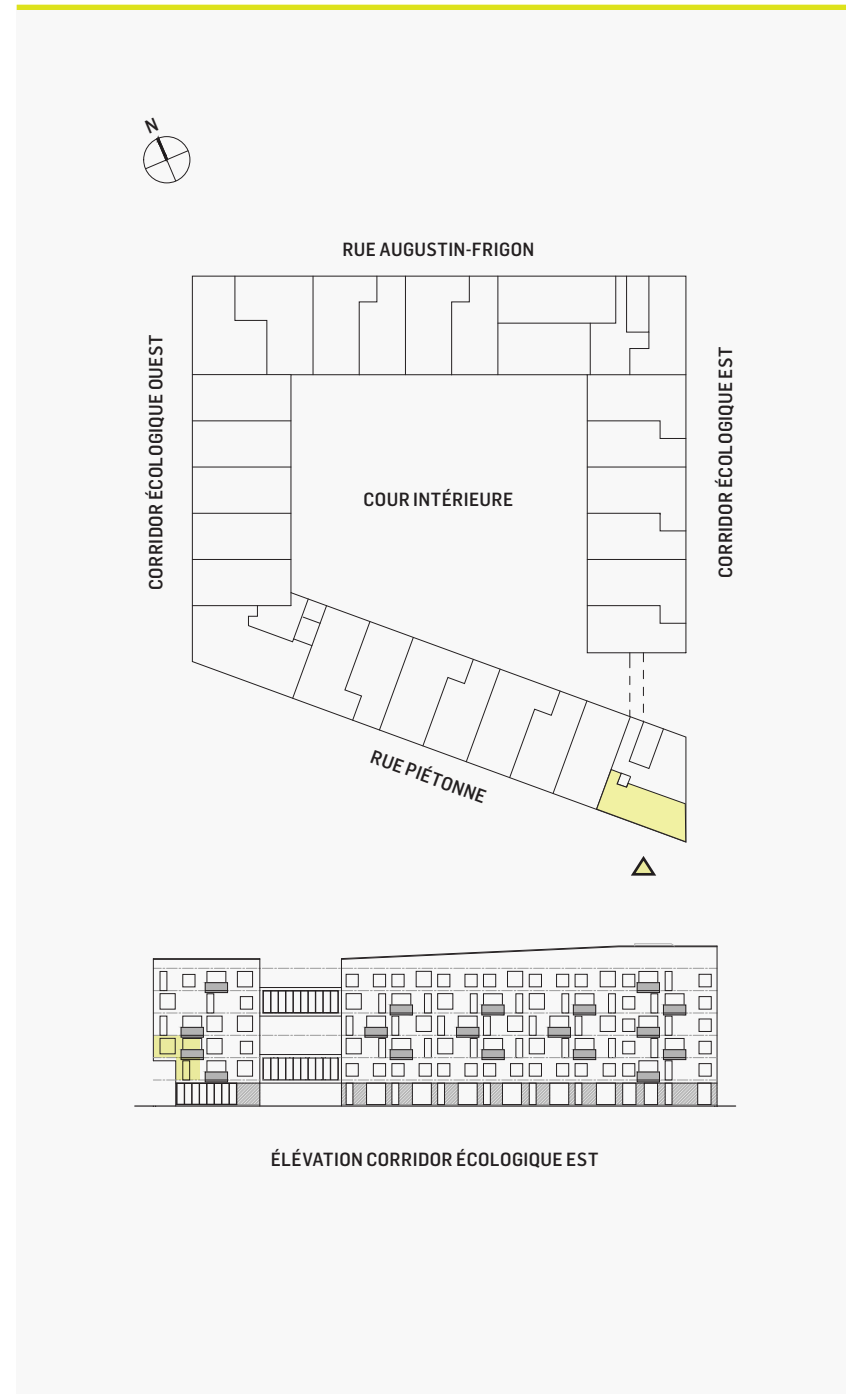 N
RUE AUGUSTIN-FRIGON
CORRIDOR ÉCOLOGIQUE OUEST
CORRIDOR ÉCOLOGIQUE EST
COUR INTÉRIEURE
RUE PIÉTONNE
ÉLÉVATION CORRIDOR ÉCOLOGIQUE EST